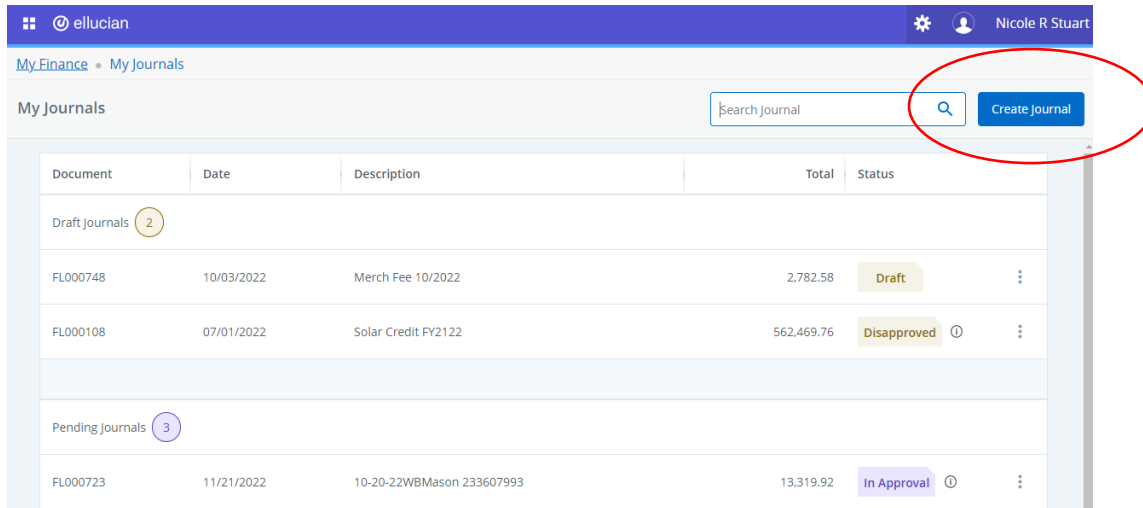 ellucian Nicole R Stuart
My Finance • My Journals
My Journals Search Journal Create Journal
Document Date Description Total Status
Draft Journals 2
FL000748 10/03/2022 Merch Fee 10/2022 2,782.58 Draft
FL000108 07/01/2022 Solar Credit FY2122 562,469.76 Disapproved
Pending Journals 3
FL000723 11/21/2022 10-20-22WBMason 233607993 13,319.92 In Approval